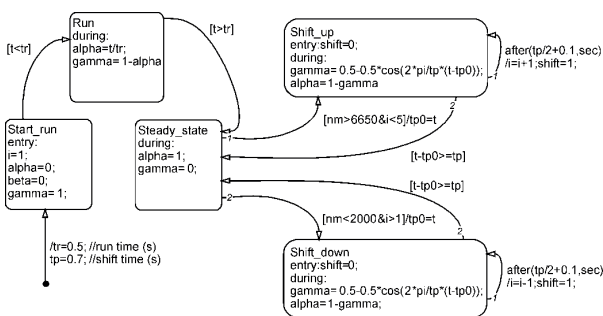 Run
during:
alpha=t/tr;
gamma= 1-alpha
[t<tr]
[t>tr]
Start_run
entry:
i=1;
alpha=0;
beta=0;
gamma= 1;
/tr=0.5; //run time (s)
tp=0.7; //shift time (s)
Steady_state
during:
alpha=1;
gamma= 0;
1
2
Shift_up
entry:shift=0;
during:
gamma= 0.5-0.5*cos(2*pi/tp*(t-tp0));
alpha=1-gamma
1
2
after(tp/2+0.1,sec)
/i=i+1;shift=1;
[nm>6650&i<5]/tp0=t
[t-tp0>=tp]
[t-tp0>=tp]
[nm<2000&i>1]/tp0=t
2
Shift_down
entry:shift=0;
during:
gamma= 0.5-0.5*cos(2*pi/tp*(t-tp0));
alpha=1-gamma;
1
after(tp/2+0.1,sec)
/i=i-1;shift=1;